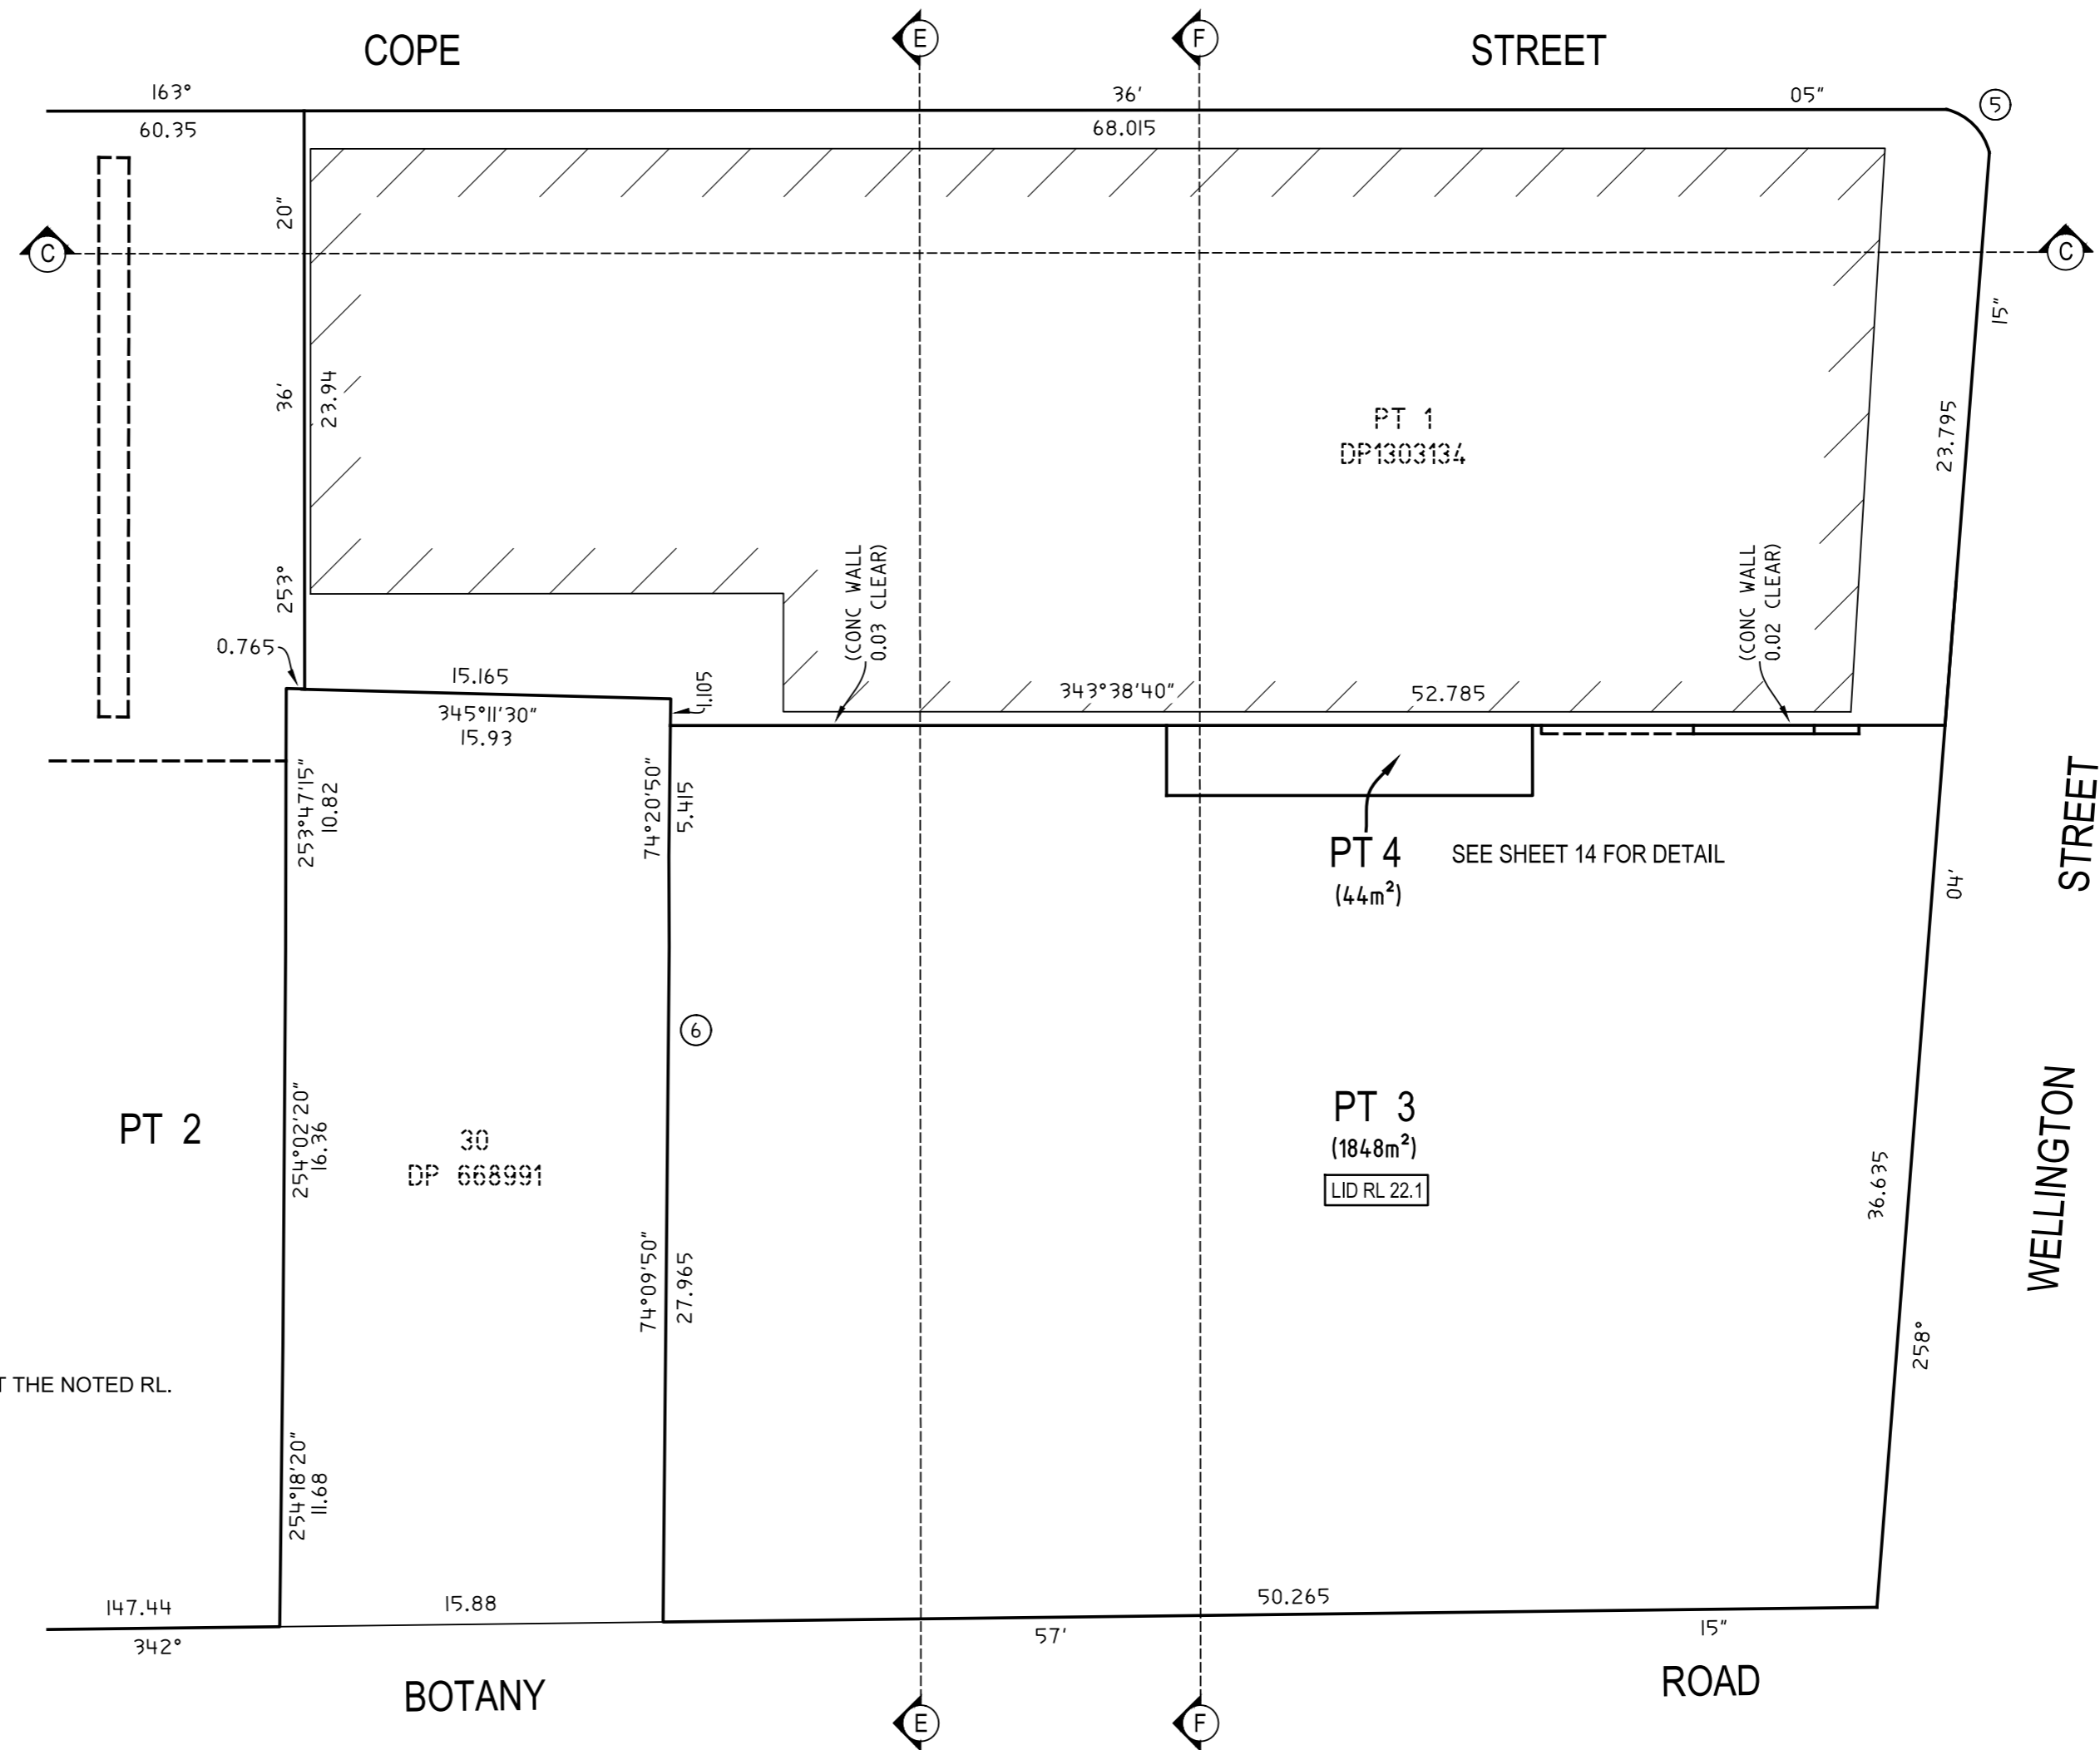 COPE
STREET
E
F
163°
36'
05"
5
60.35
68.015
20"
C
C
15"
36'
23.94
PT 1
DP1303134
23.795
253°
(CONC WALL
0.03 CLEAR)
(CONC WALL
0.02 CLEAR)
0.765
15.165
1.105
343°38'40"
52.785
345°11'30"
15.93
253°47'15"
10.82
74°20'50"
5.415
PT 4
(44m²)
SEE SHEET 14 FOR DETAIL
04'
STREET
6
PT 2
254°02'20"
16.36
30
DP 668991
PT 3
(1848m²)
LID RL 22.1
36.635
WELLINGTON
74°09'50"
27.965
258°
T THE NOTED RL.
254°18'20"
11.68
147.44
15.88
50.265
342°
57'
15"
BOTANY
ROAD
E
F